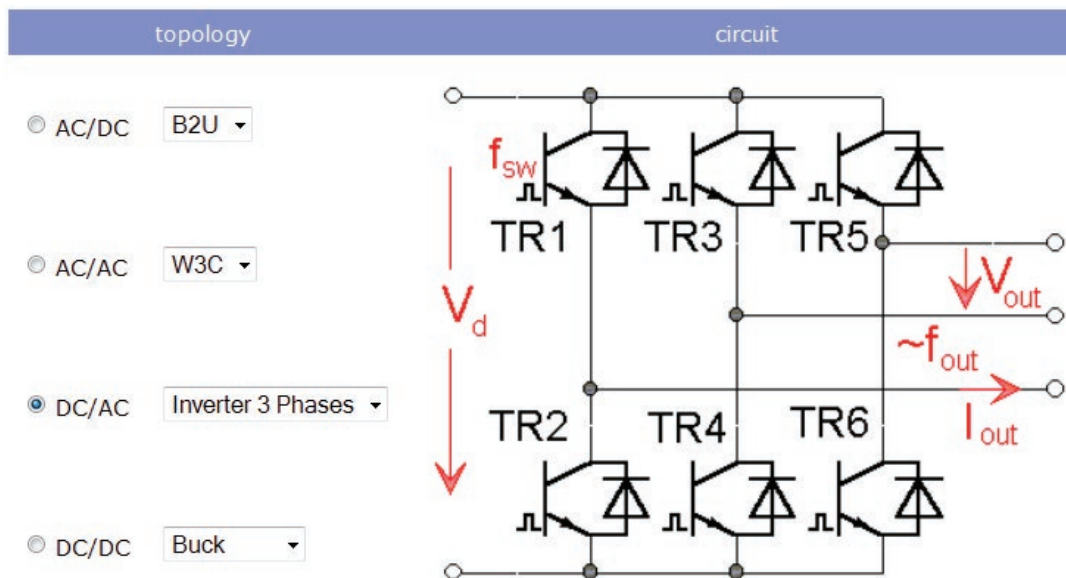 topology circuit
AC/DC B2U
AC/AC W3C
DC/AC Inverter 3 Phases
DC/DC Buck
fsw
TR1 TR3 TR5
Vd
Vout
~fout
Iout
TR2 TR4 TR6